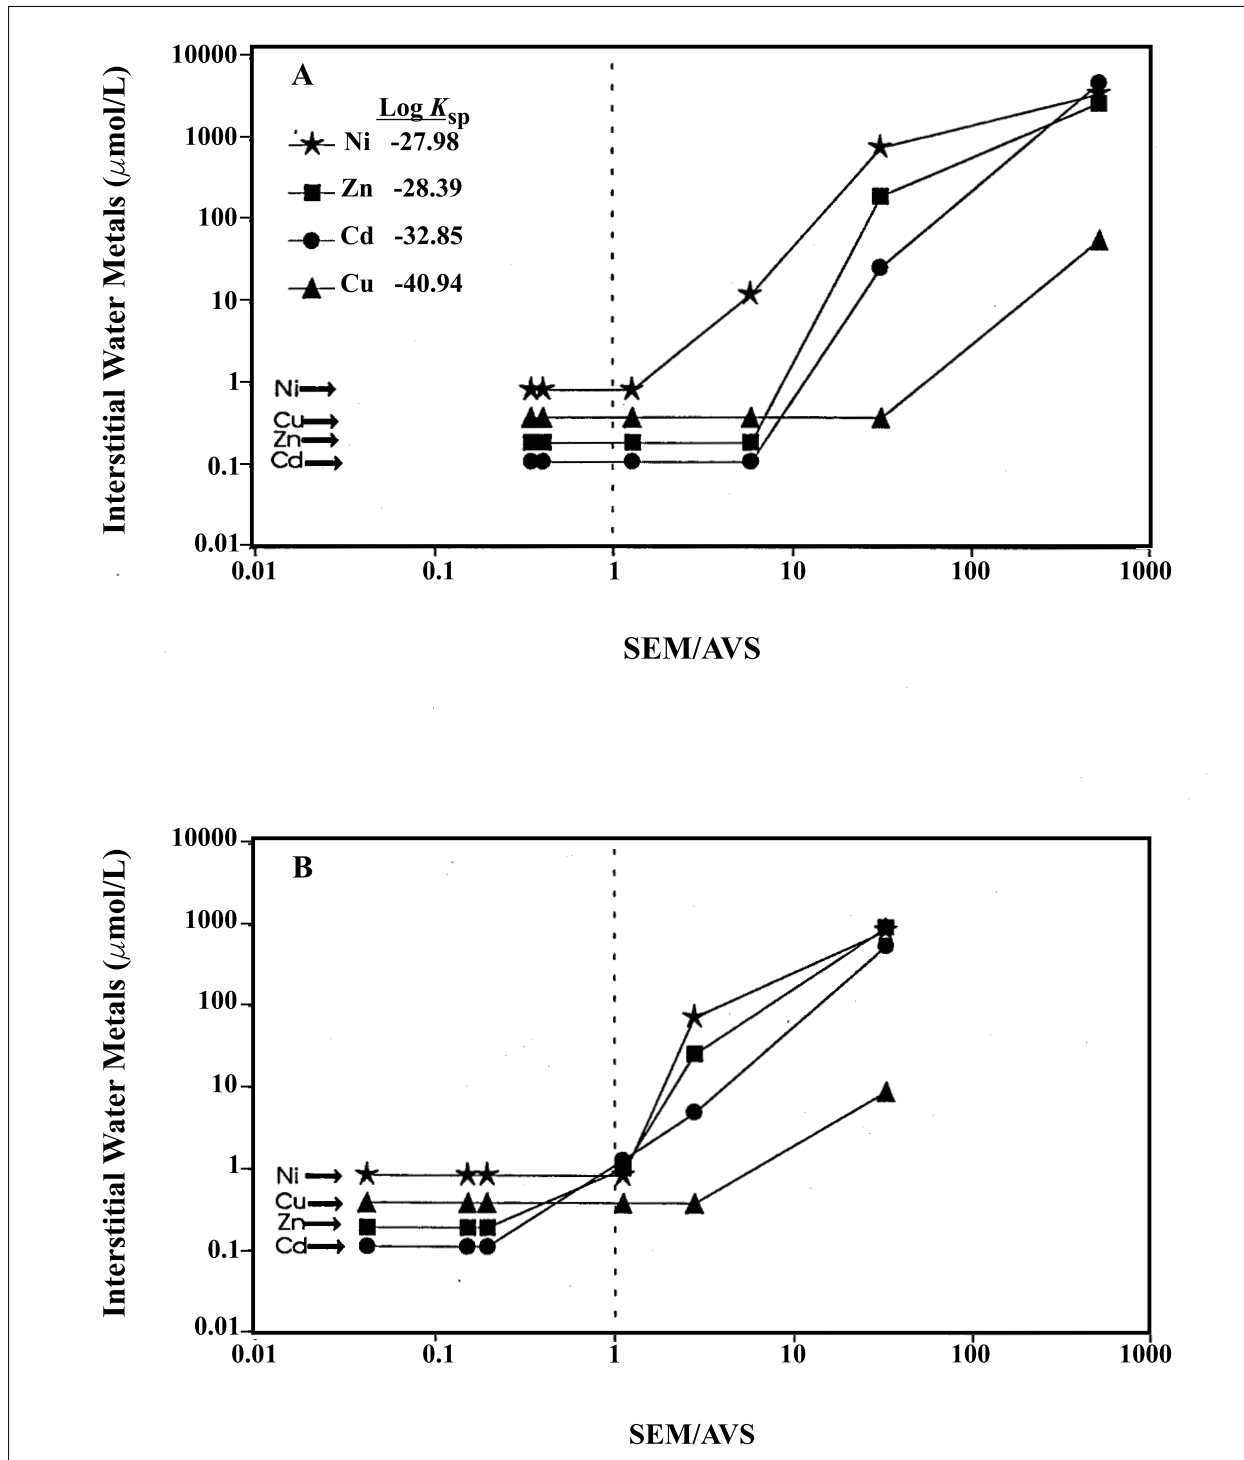 A
Log Ksp
Ni -27.98
Zn -28.39
Cd -32.85
Cu -40.94
Interstitial Water Metals (μmol/L)
10000
1000
100
10
1
0.1
0.01
Ni
Cu
Zn
Cd
0.01 0.1 1 10 100 1000
SEM/AVS
B
Interstitial Water Metals (μmol/L)
10000
1000
100
10
1
0.1
0.01
Ni
Cu
Zn
Cd
0.01 0.1 1 10 100 1000
SEM/AVS